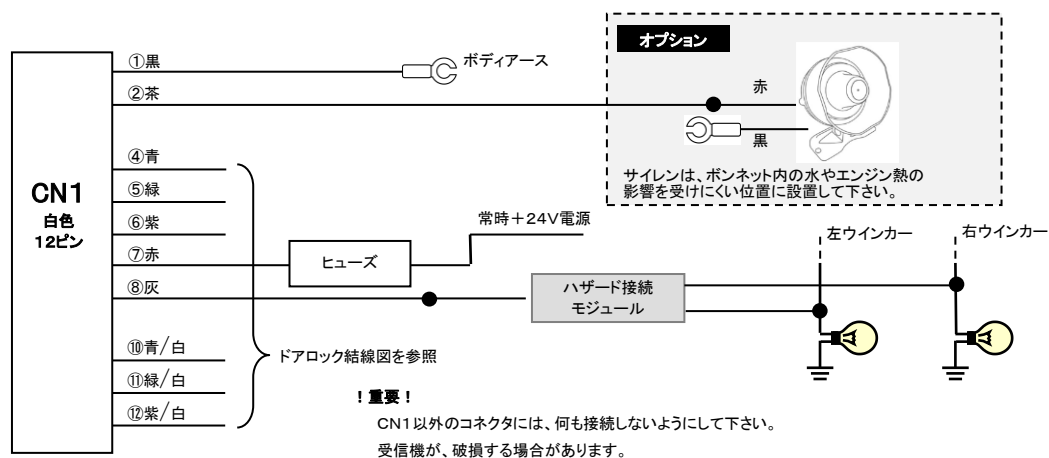 オプション
①黒
ボディアース
②茶
赤
黒
サイレンは、ボンネット内の水やエンジン熱の
影響を受けにくい位置に設置して下さい。
CN1
白色
12ピン
④青
⑤緑
⑥紫
⑦赤
ヒューズ
常時+24V電源
⑧灰
ハザード接続
モジュール
左ウインカー
右ウインカー
⑩青/白
⑪緑/白
⑫紫/白
ドアロック結線図を参照
!重要!
CN1以外のコネクタには、何も接続しないようにして下さい。
受信機が、破損する場合があります。